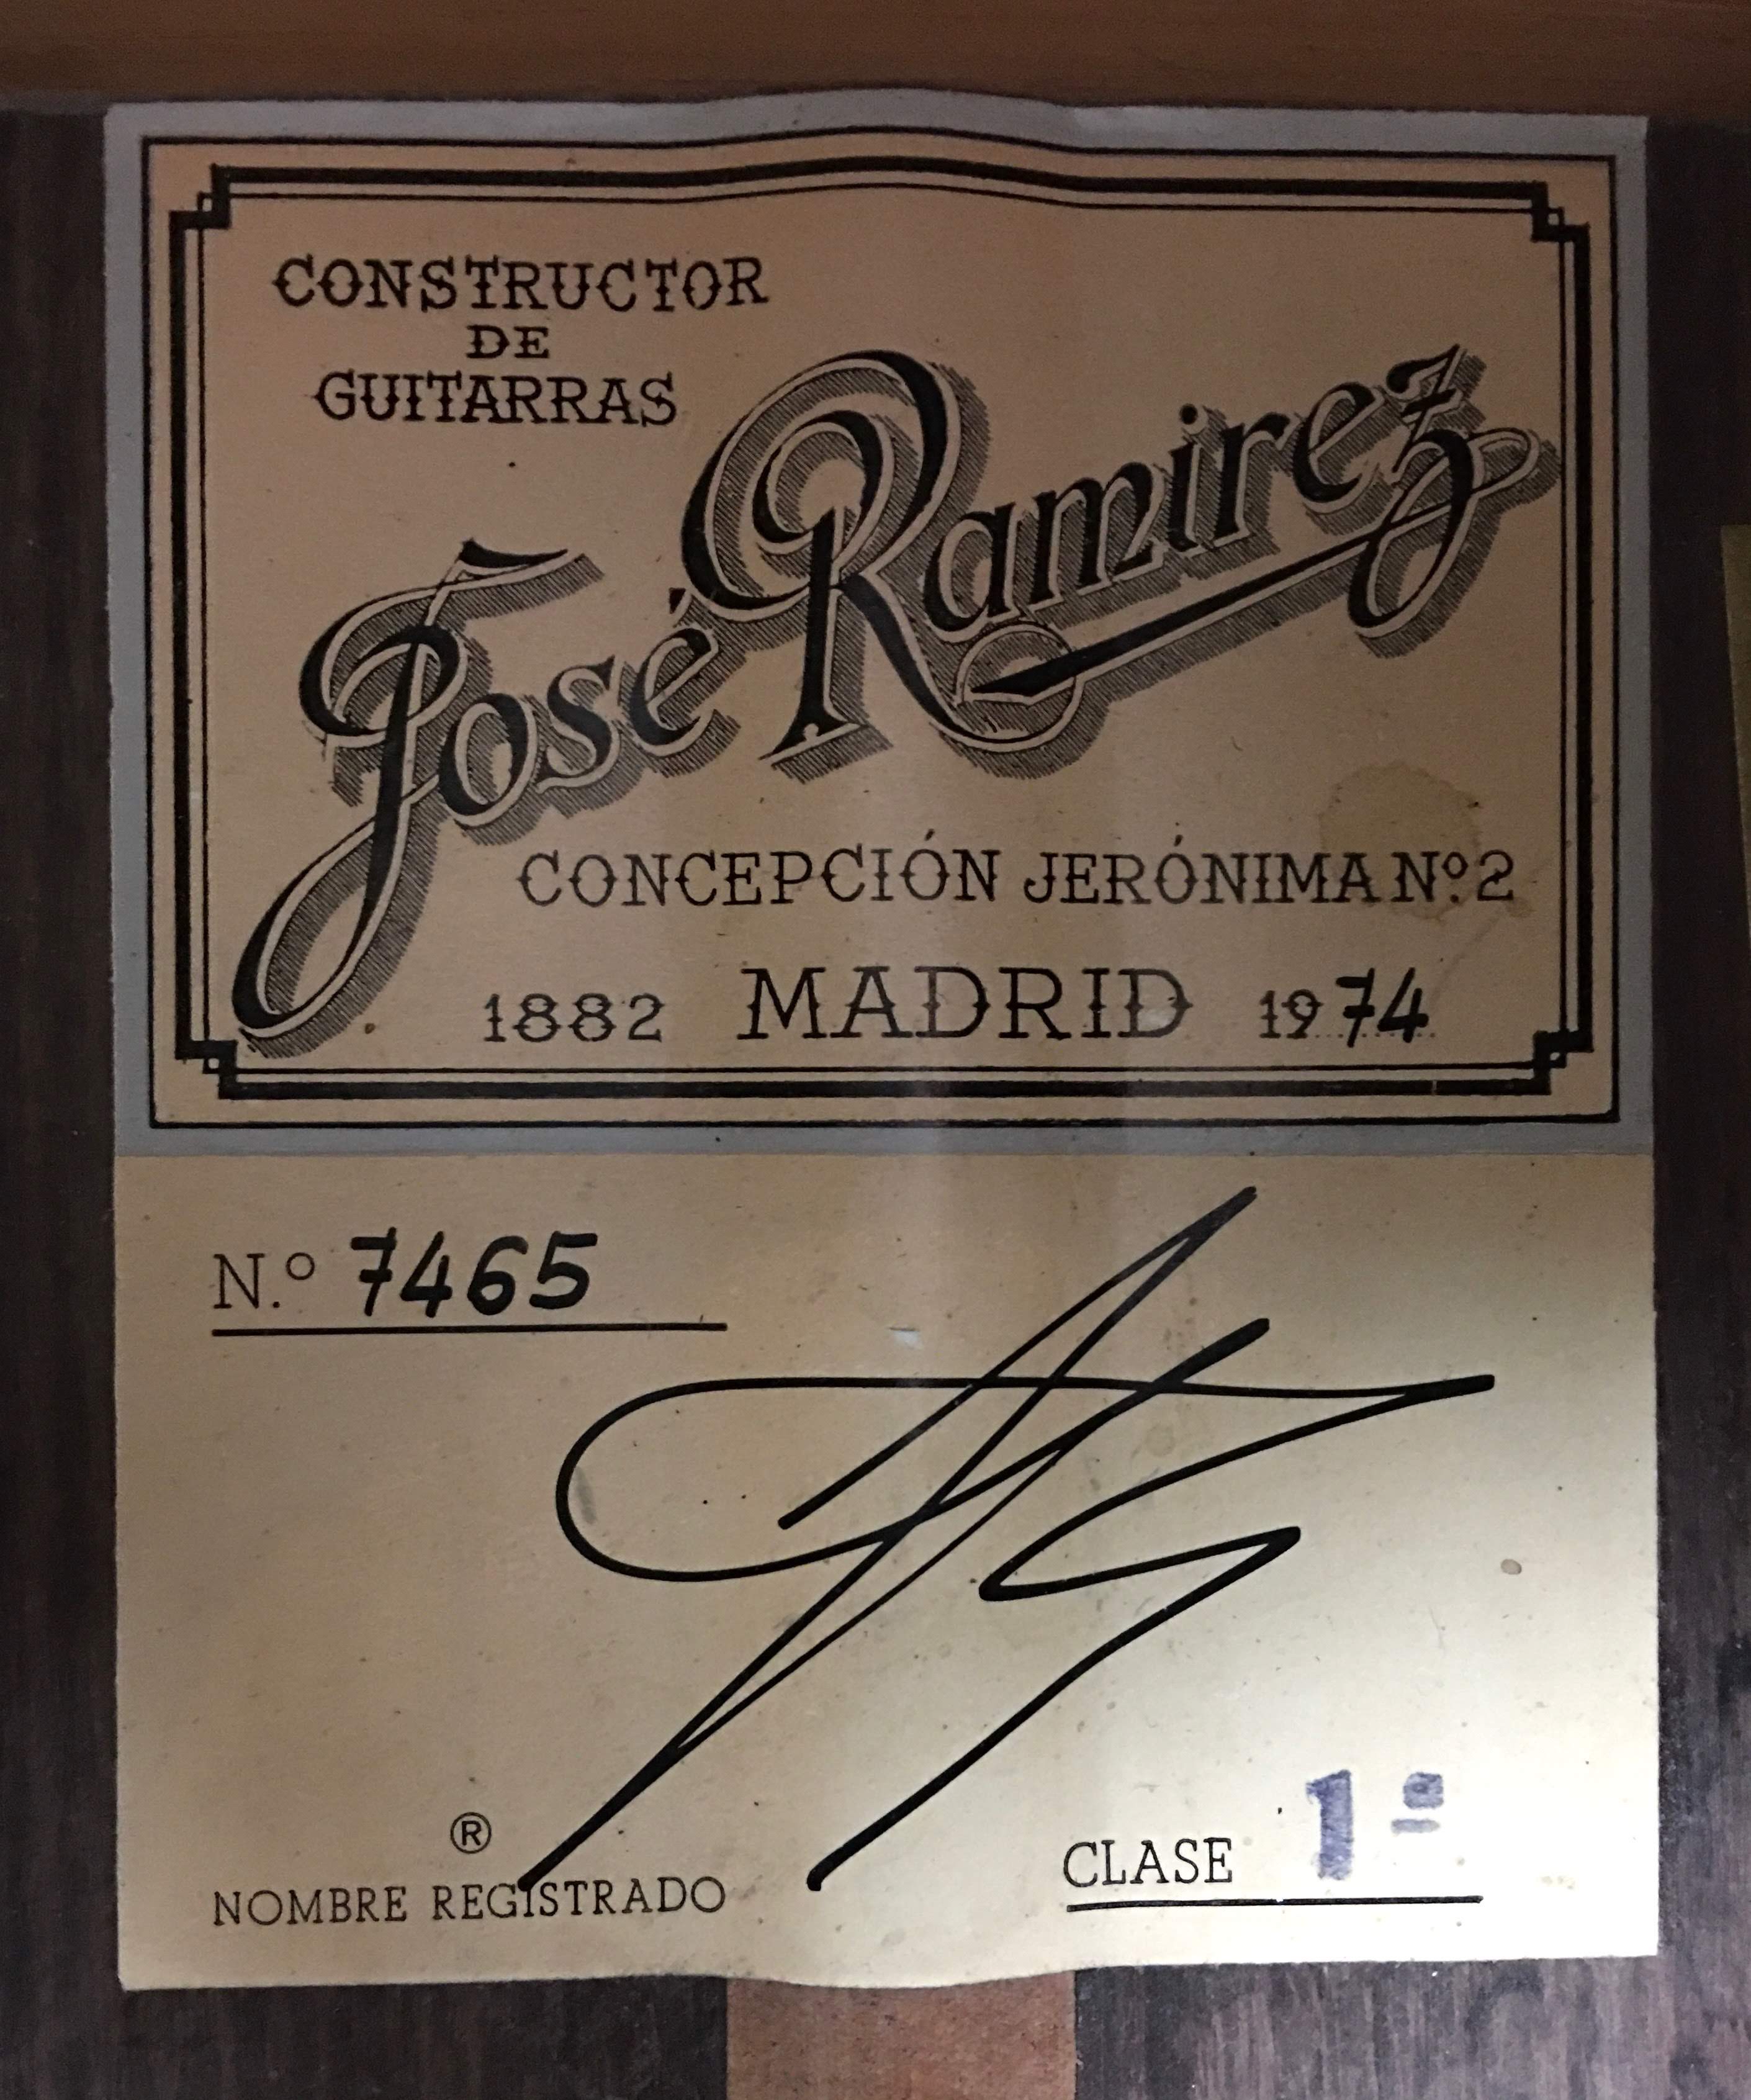 CONSTRUCTOR
DE
GUITARRAS
José Ramirez
CONCEPCIÓN JERÓNIMA Nº. 2
1882 MADRID 1974
N.º 7465
®
NOMBRE REGISTRADO
CLASE 1ª